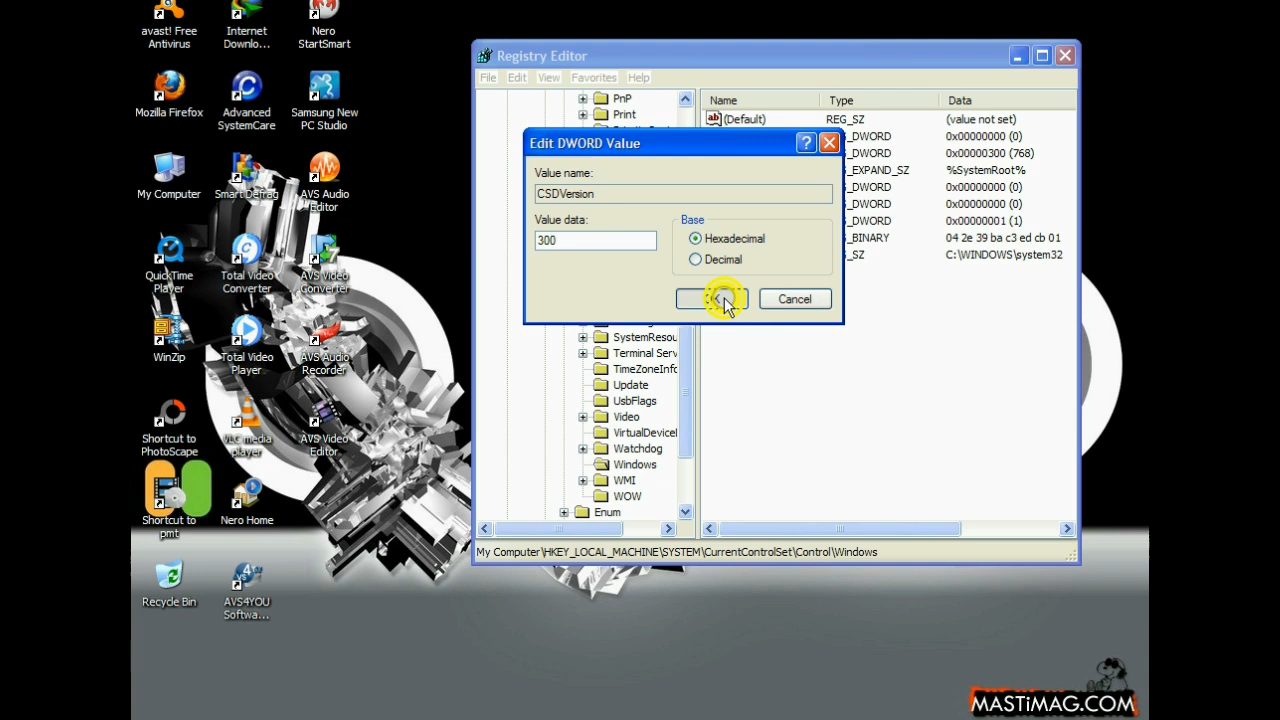 avast! Free
Antivirus
Internet
Downlo...
Nero
StartSmart
Mozilla Firefox
Advanced
SystemCare
Samsung New
PC Studio
My Computer
Smart Defrag
AVS Audio
Editor
QuickTime
Player
Total Video
Converter
AVS Video
Converter
WinZip
Total Video
Player
AVS Audio
Recorder
Shortcut to
PhotoScape
VLC media
player
AVS Video
Editor
Shortcut to
pmt
Nero Home
Recycle Bin
AVS4YOU
Softwa...
Registry Editor
File Edit View Favorites Help
PnP
Print
Name Type Data
(Default) REG_SZ (value not set)
_DWORD 0x00000000 (0)
_DWORD 0x00000300 (768)
_EXPAND_SZ %SystemRoot%
_DWORD 0x00000000 (0)
_DWORD 0x00000000 (0)
_DWORD 0x00000001 (1)
_BINARY 04 2e 39 ba c3 ed cb 01
_SZ C:\WINDOWS\system32
Edit DWORD Value
Value name:
CSDVersion
Value data:
300
Base
Hexadecimal
Decimal
OK
Cancel
SystemResou
Terminal Serv
TimeZoneInfo
Update
UsbFlags
Video
VirtualDevicel
Watchdog
Windows
WMI
WOW
Enum
My Computer\HKEY_LOCAL_MACHINE\SYSTEM\CurrentControlSet\Control\Windows
MASTiMAG.COM